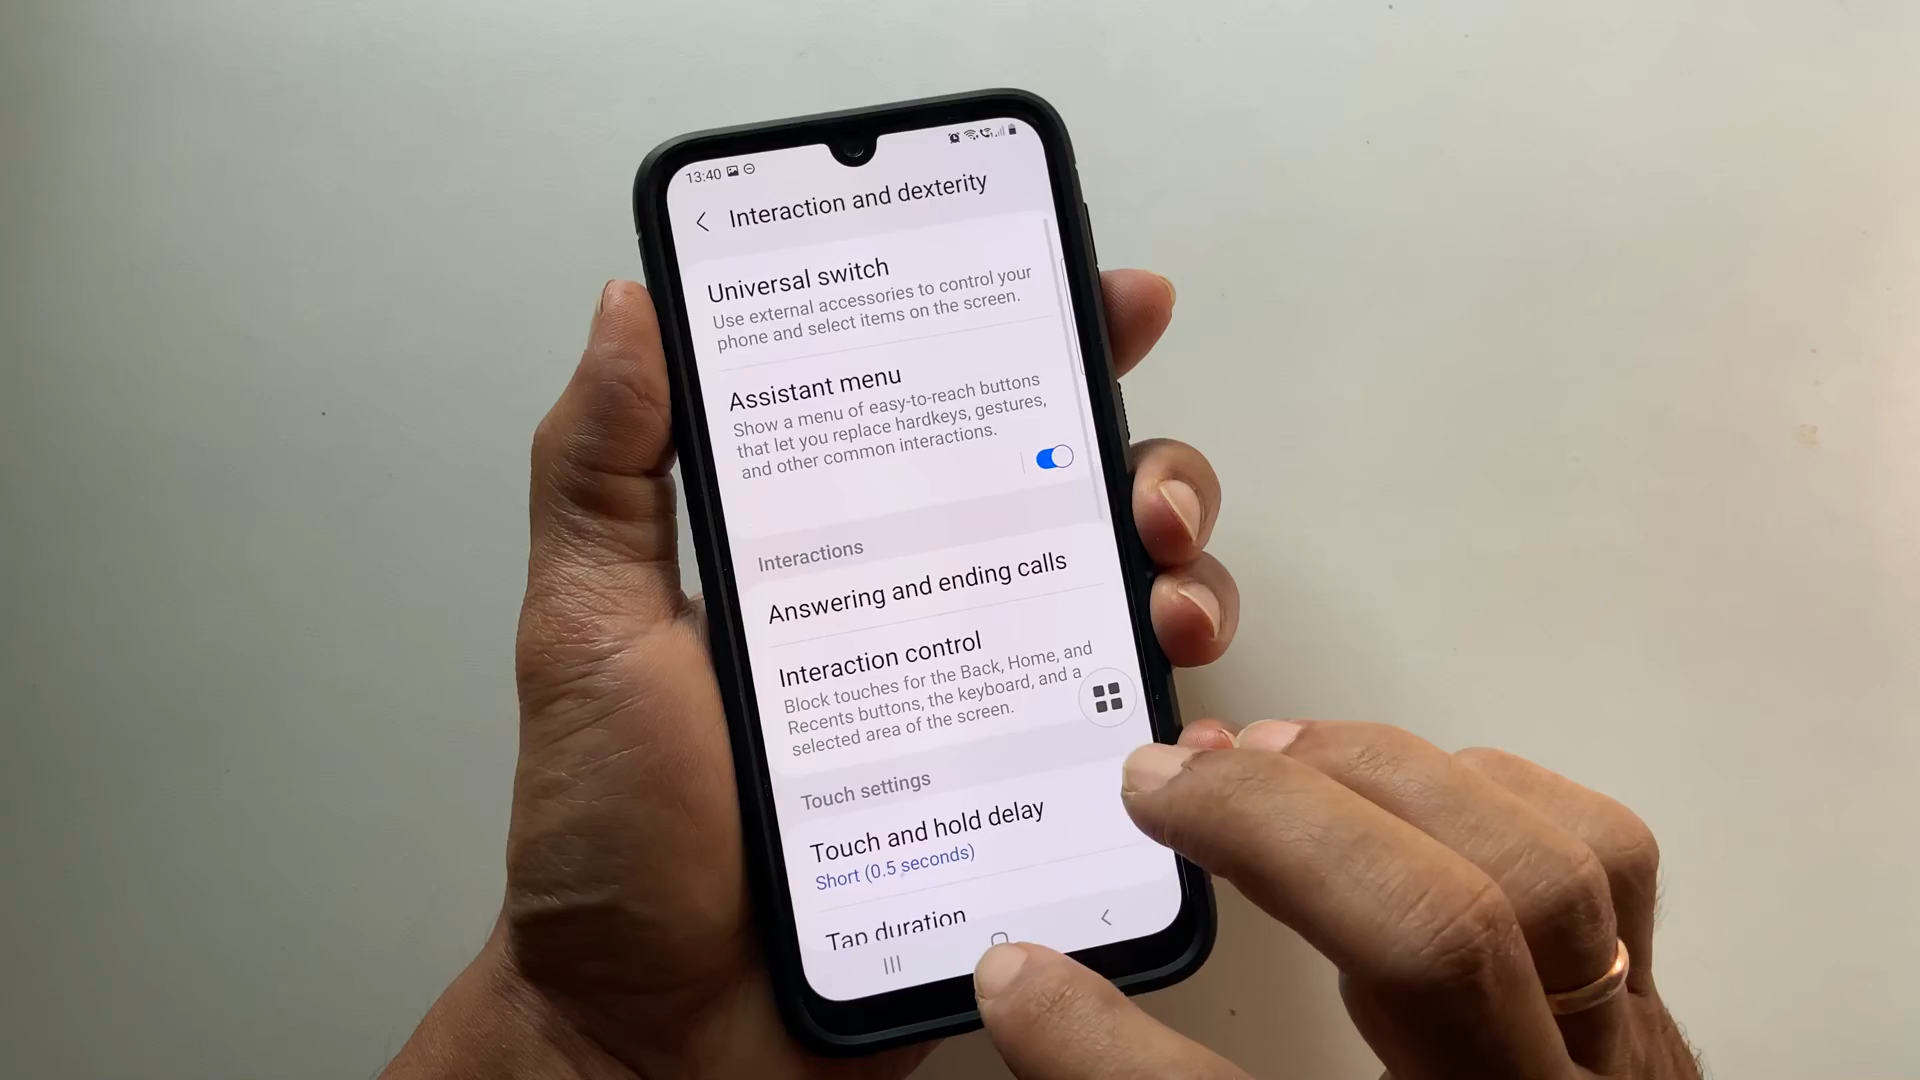 13:40
Interaction and dexterity
Universal switch
Use external accessories to control your
phone and select items on the screen.
Assistant menu
Show a menu of easy-to-reach buttons
that let you replace hardkeys, gestures,
and other common interactions.
Interactions
Answering and ending calls
Interaction control
Block touches for the Back, Home, and
Recents buttons, the keyboard, and a
selected area of the screen.
Touch settings
Touch and hold delay
Short (0.5 seconds)
Tap duration